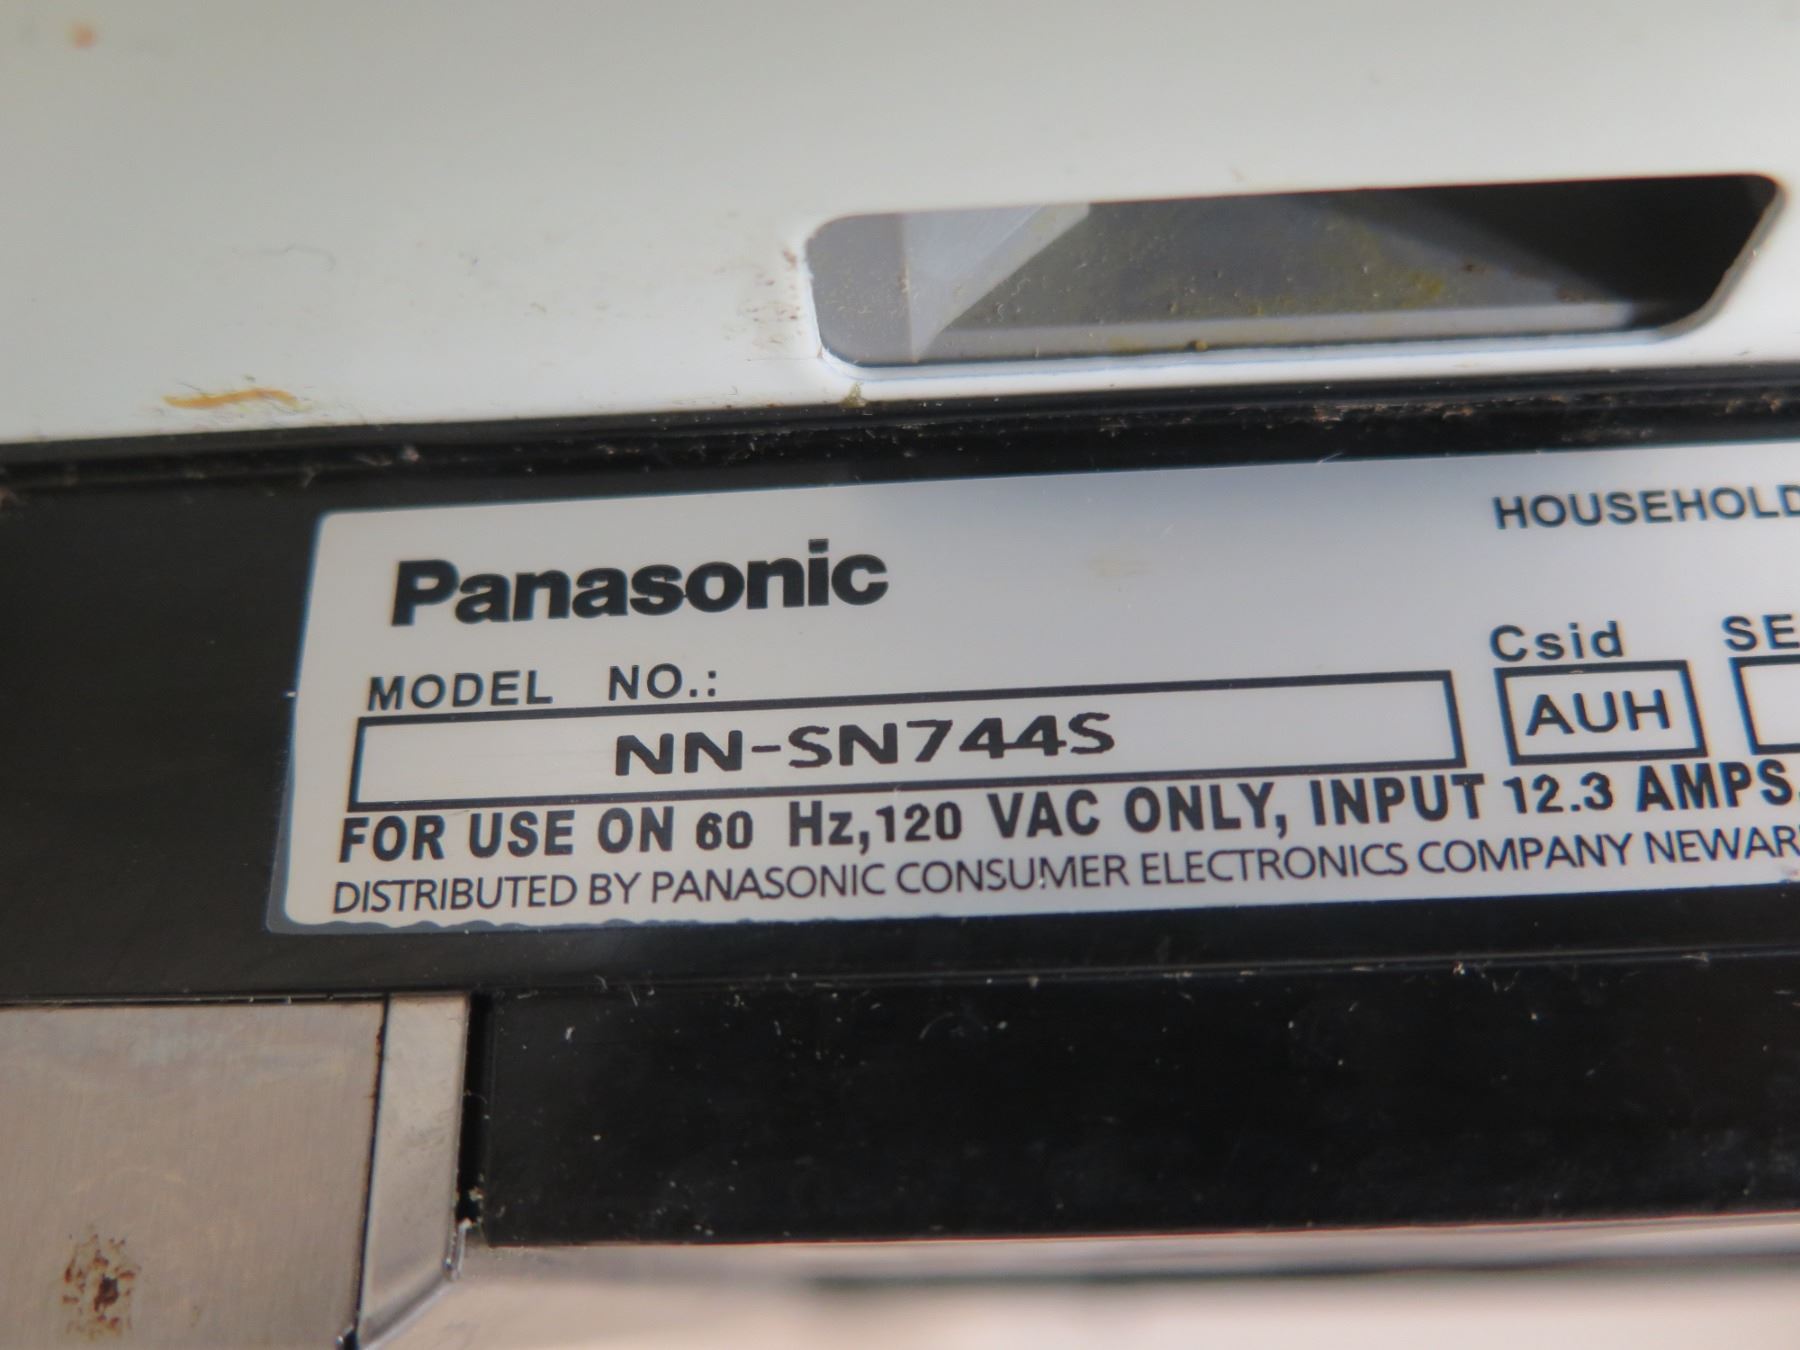 HOUSEHOLD
Panasonic
Csid
MODEL NO.:
AUH
NN-SN744S
FOR USE ON 60 Hz,120 VAC ONLY, INPUT 12.3 AMPS.
DISTRIBUTED BY PANASONIC CONSUMER ELECTRONICS COMPANY